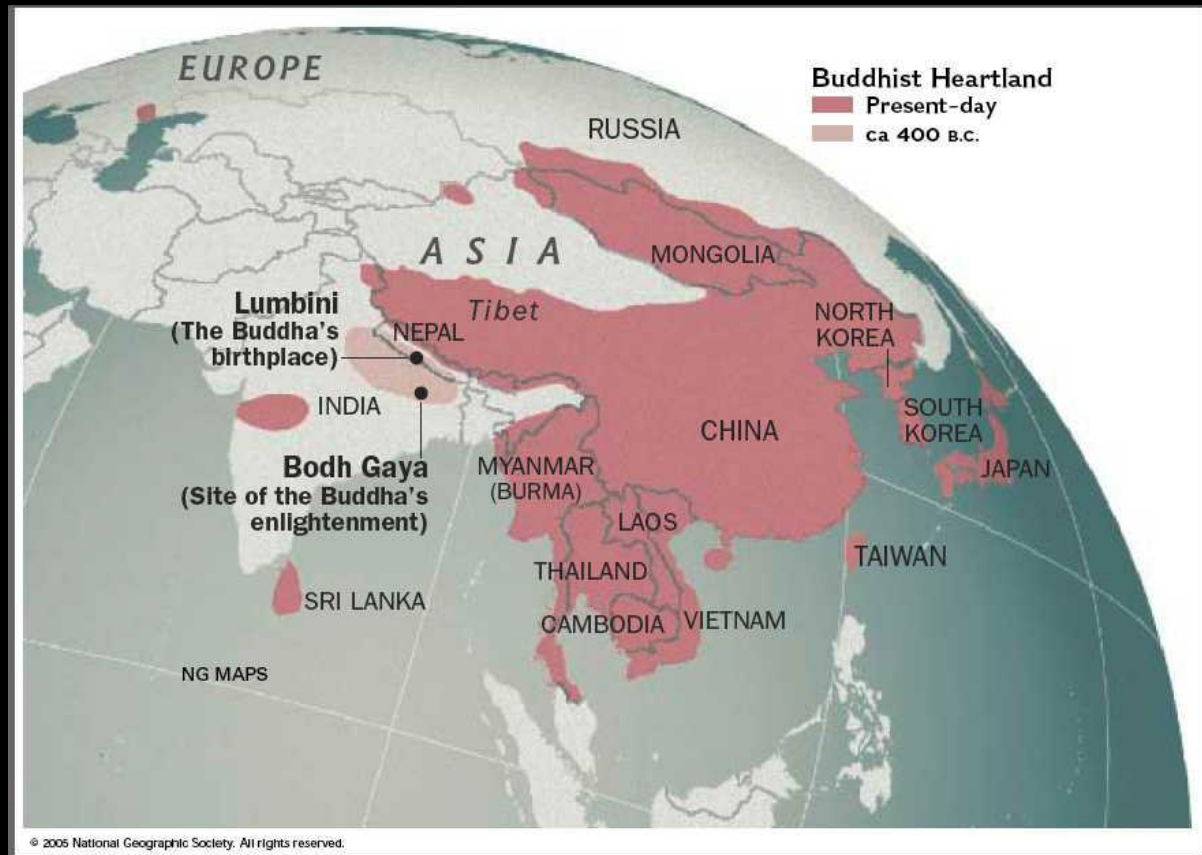 EUROPE
Buddhist Heartland
Present-day
ca 400 B.C.
RUSSIA
ASIA
MONGOLIA
Lumbini
(The Buddha's
birthplace)
Tibet
NEPAL
NORTH
KOREA
INDIA
SOUTH
KOREA
CHINA
JAPAN
Bodh Gaya
(Site of the Buddha's
enlightenment)
MYANMAR
(BURMA)
LAOS
TAIWAN
THAILAND
SRI LANKA
CAMBODIA
VIETNAM
NG MAPS
© 2005 National Geographic Society. All rights reserved.